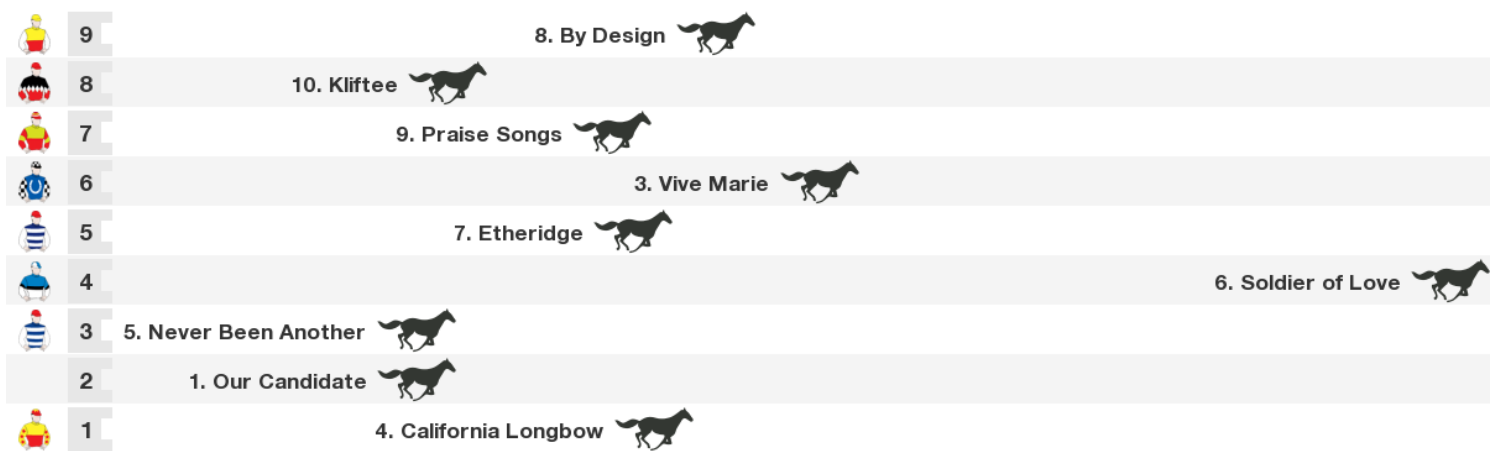 9 8. By Design
8 10. Kliftee
7 9. Praise Songs
6 3. Vive Marie
5 7. Etheridge
4 6. Soldier of Love
3 5. Never Been Another
2 1. Our Candidate
1 4. California Longbow